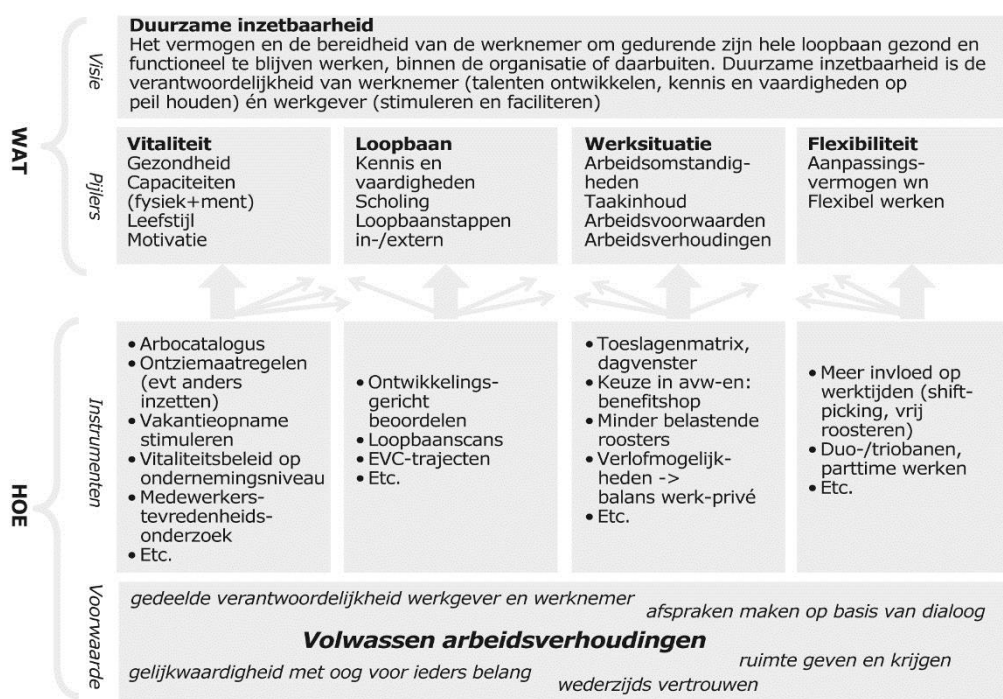 WAT
Visie
Duurzame inzetbaarheid
Het vermogen en de bereidheid van de werknemer om gedurende zijn hele loopbaan gezond en
functioneel te blijven werken, binnen de organisatie of daarbuiten. Duurzame inzetbaarheid is de
verantwoordelijkheid van werknemer (talenten ontwikkelen, kennis en vaardigheden op
peil houden) én werkgever (stimuleren en faciliteren)
Pijlers
Vitaliteit
Gezondheid
Capaciteiten
(fysiek+ment)
Leefstijl
Motivatie
Loopbaan
Kennis en
vaardigheden
Scholing
Loopbaanstappen
in-/extern
Werksituatie
Arbeidsomstandig-
heden
Taakinhoud
Arbeidsvoorwaarden
Arbeidsverhoudingen
Flexibiliteit
Aanpassings-
vermogen wn
Flexibel werken
HOE
Instrumenten
• Arbocatalogus
• Ontziemaatregelen
(evt anders
inzetten)
• Vakantieopname
stimuleren
• Vitaliteitsbeleid op
ondernemingsniveau
• Medewerkers-
tevredenheids-
onderzoek
• Etc.
• Ontwikkelings-
gericht
beoordelen
• Loopbaanscans
• EVC-trajecten
• Etc.
• Toeslagenmatrix,
dagvenster
• Keuze in avw-en:
benefitshop
• Minder belastende
roosters
• Verlofmogelijk-
heden ->
balans werk-privé
• Etc.
• Meer invloed op
werktijden (shift-
picking, vrij
roosteren)
• Duo-/triobanen,
parttime werken
• Etc.
Voorwaarde
gedeelde verantwoordelijkheid werkgever en werknemer
afspraken maken op basis van dialoog
Volwassen arbeidsverhoudingen
ruimte geven en krijgen
gelijkwaardigheid met oog voor ieders belang
wederzijds vertrouwen